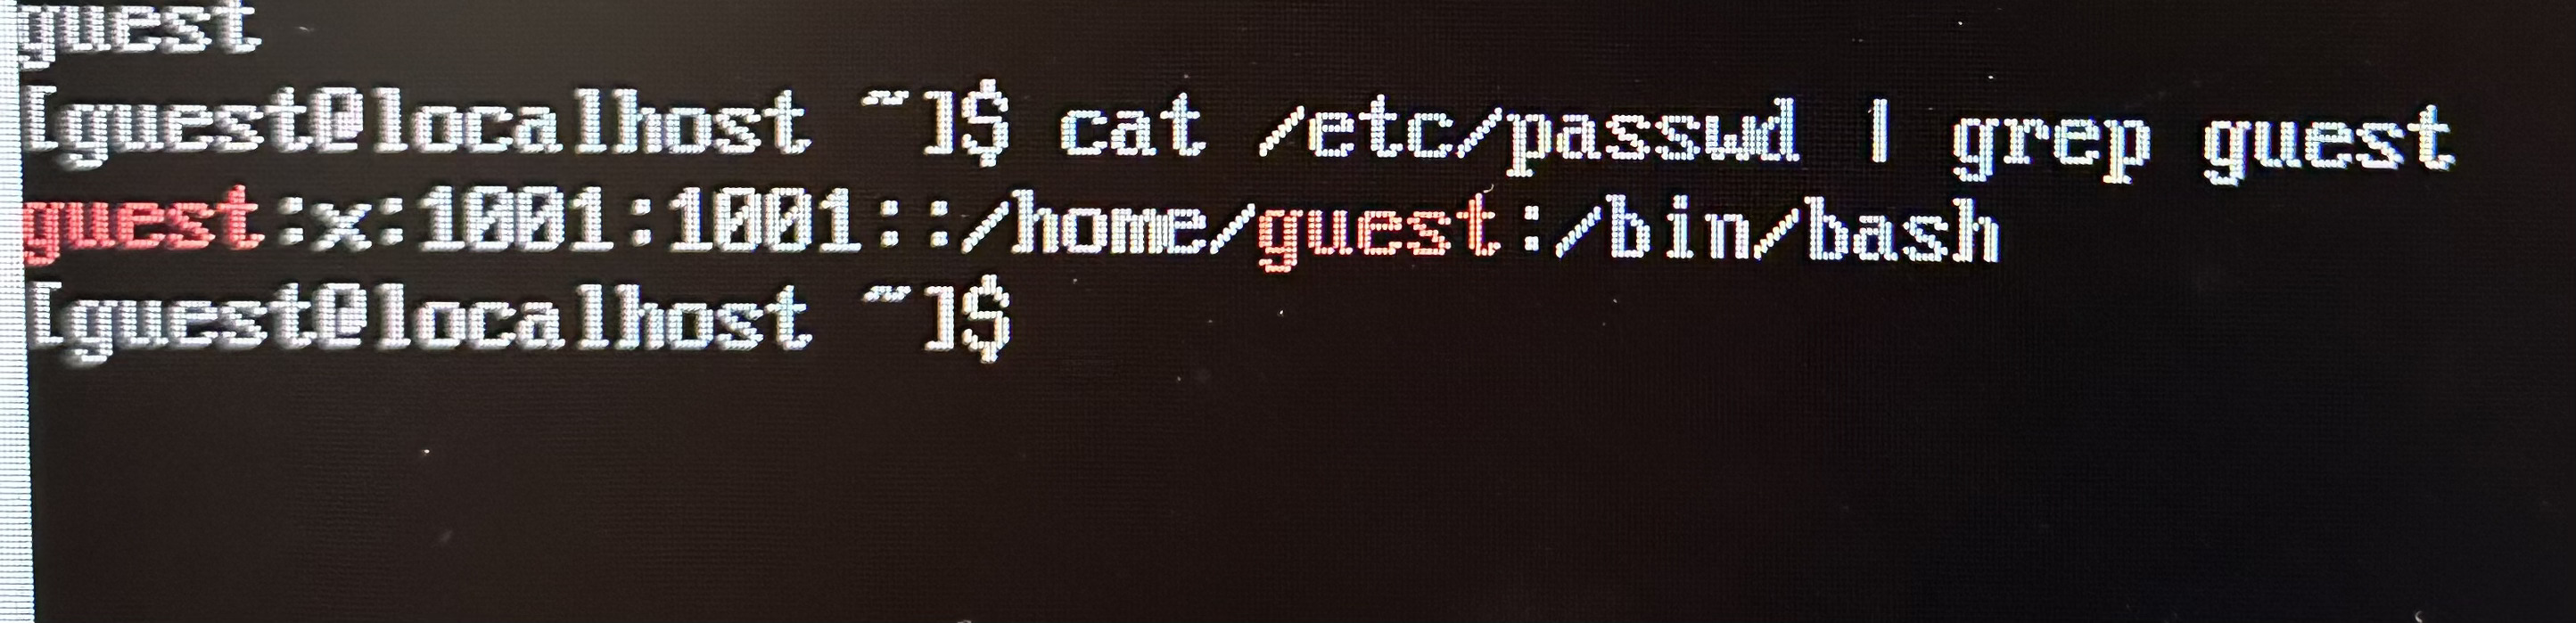 guest
[guest@localhost ~]$ cat /etc/passwd | grep guest
guest:x:1001:1001::/home/guest:/bin/bash
[guest@localhost ~]$